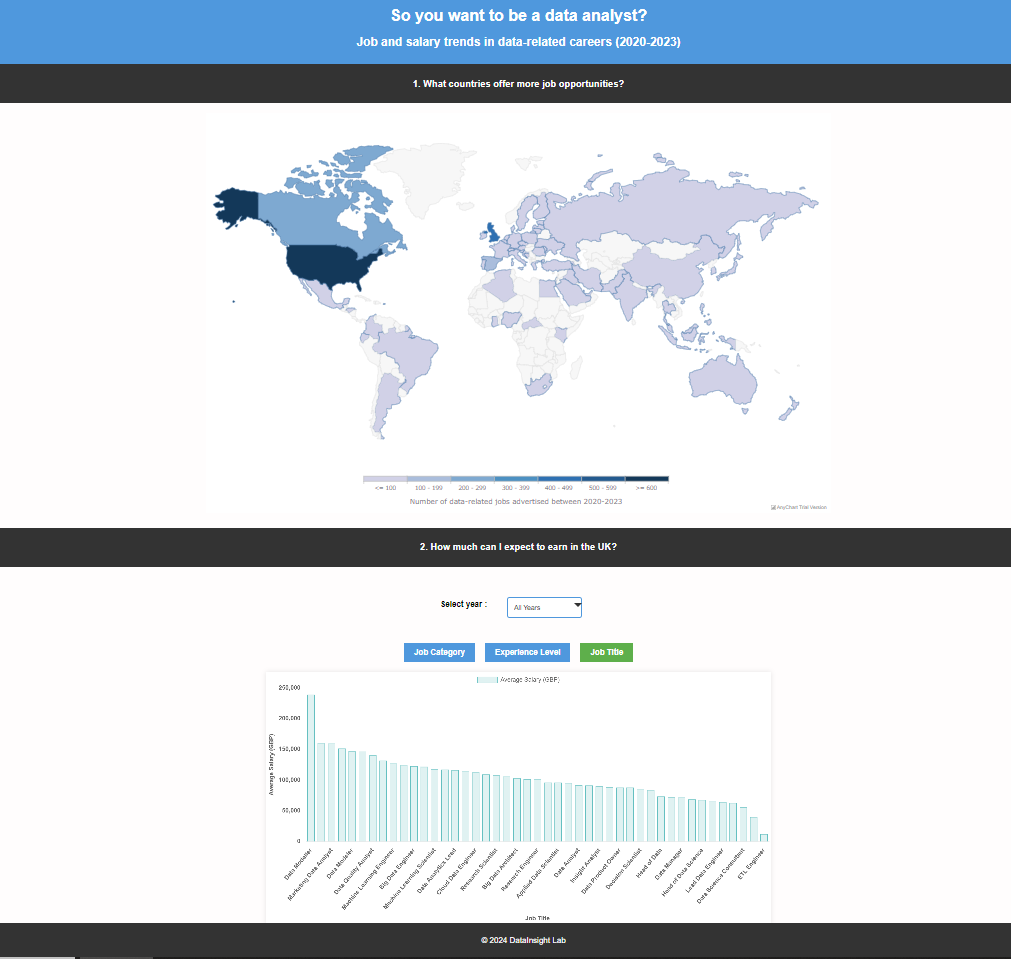 So you want to be a data analyst?
Job and salary trends in data-related careers (2020-2023)
1. What countries offer more job opportunities?
<= 100 100 - 199 200 - 299 300 - 399 400 - 499 500 - 599 >= 600
Number of data-related jobs advertised between 2020-2023
AnyChart Trial Version
2. How much can I expect to earn in the UK?
Select year :
All Years
Job Category
Experience Level
Job Title
Average Salary (GBP)
250,000
200,000
150,000
100,000
50,000
0
Average Salary (GBP)
Data Modeller
Marketing Data Analyst
Data Modeler
Data Quality Analyst
Machine Learning Engineer
Big Data Engineer
Machine Learning Scientist
Data Analytics Lead
Cloud Data Engineer
Research Scientist
Big Data Architect
Research Engineer
Applied Data Scientist
Data Analyst
Insight Analyst
Data Product Owner
Decision Scientist
Head of Data
Data Manager
Head of Data Science
Lead Data Engineer
Data Science Consultant
ETL Engineer
Job Title
© 2024 DataInsight Lab